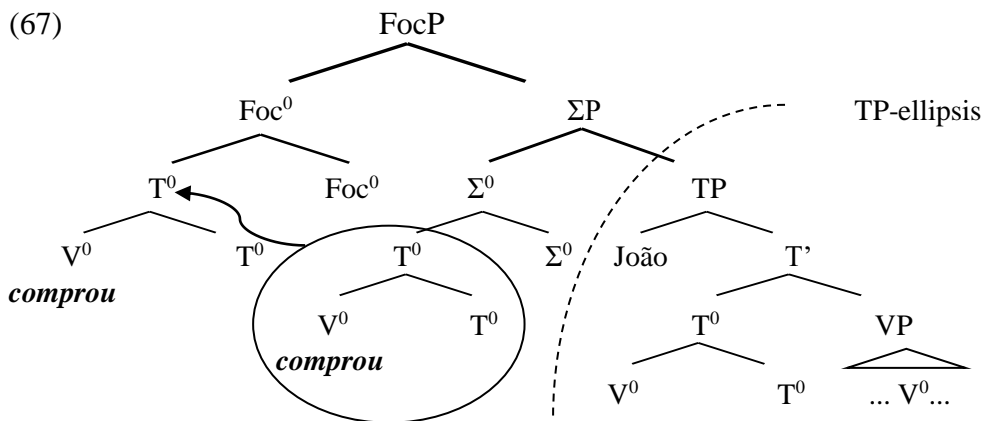 (67) FocP
Foc⁰ ΣP TP-ellipsis
T⁰ Foc⁰ Σ⁰ TP
V⁰ T⁰ T⁰ Σ⁰ João T’
comprou
V⁰ T⁰ T⁰ VP
comprou
V⁰ T⁰ ... V⁰...